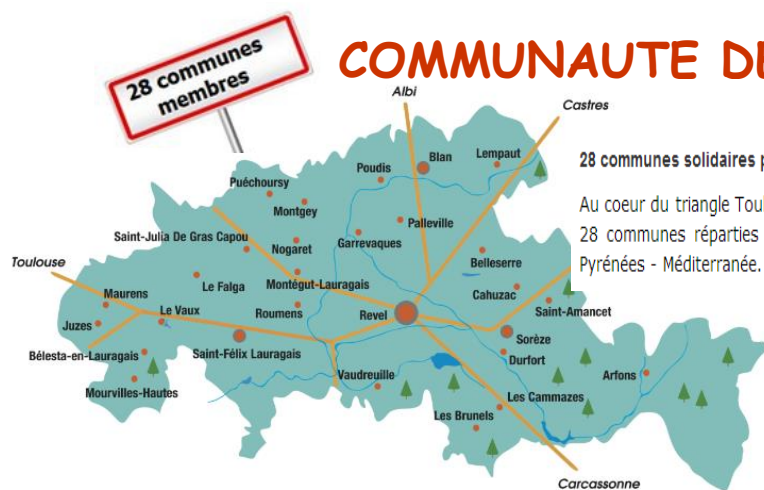 28 communes
membres
COMMUNAUTE DE
Albi
Castres
28 communes solidaires
Au coeur du triangle
28 communes réparties
Pyrénées - Méditerranée.
Blan
Lempaut
Poudis
Puéchoursy
Montgey
Palleville
Saint-Julia De Gras Capou
Garrevaques
Nogaret
Belleserre
Toulouse
Le Falga
Montégut-Lauragais
Cahuzac
Maurens
Saint-Amancet
Roumens
Revel
Le Vaux
Juzes
Sorèze
Saint-Félix Lauragais
Durfort
Bélesta-en-Lauragais
Vaudreuille
Arfons
Mourvilles-Hautes
Les Cammazes
Les Brunels
Carcassonne